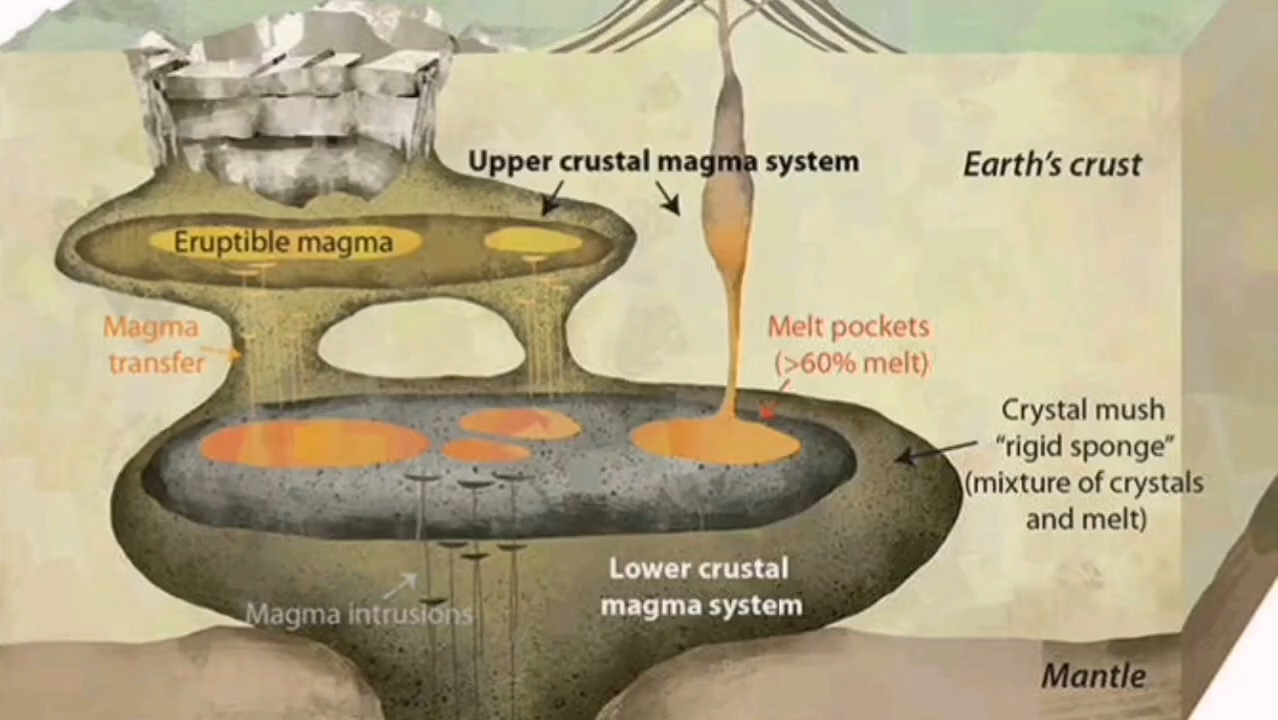 Upper crustal magma system
Earth's crust
Eruptible magma
Magma
transfer
Melt pockets
(>60% melt)
Crystal mush
“rigid sponge”
(mixture of crystals
and melt)
Lower crustal
magma system
Magma intrusions
Mantle